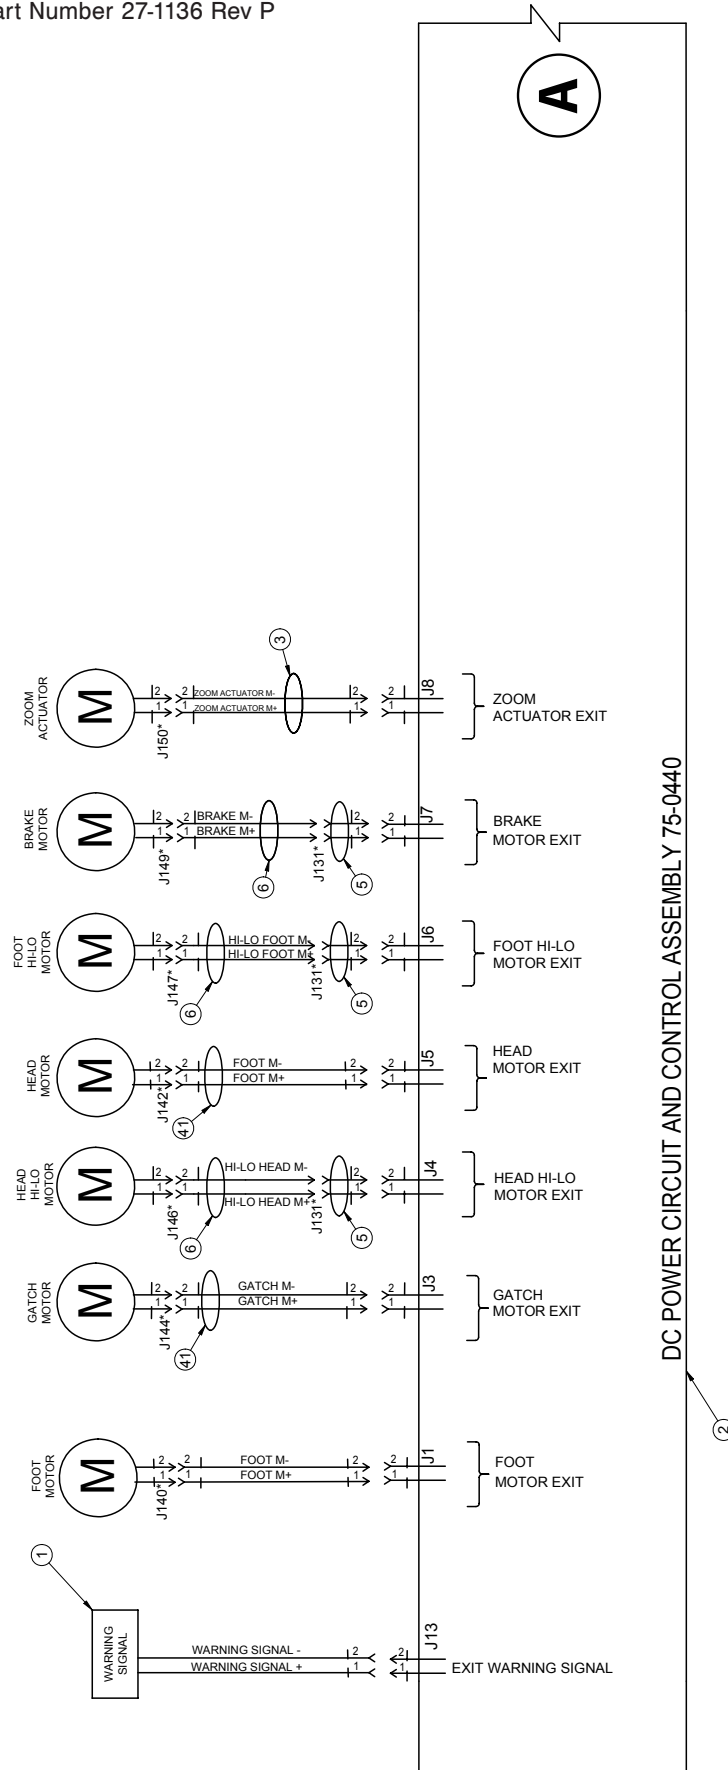 art Number 27-1136 Rev P
A
ZOOM
ACTUATOR
M
2
1
2
1
J150*
ZOOM ACTUATOR M-
ZOOM ACTUATOR M+
3
2
1
2
1
J8
ZOOM
ACTUATOR EXIT
BRAKE
MOTOR
M
2
1
2
1
J149*
BRAKE M-
BRAKE M+
6
J131*
5
2
1
2
1
J7
BRAKE
MOTOR EXIT
FOOT
HI-LO
MOTOR
M
2
1
2
1
J147*
HI-LO FOOT M-
HI-LO FOOT M+
6
J131*
5
2
1
2
1
J6
FOOT HI-LO
MOTOR EXIT
HEAD
MOTOR
M
2
1
2
1
J142*
FOOT M-
FOOT M+
41
2
1
2
1
J5
HEAD
MOTOR EXIT
HEAD
HI-LO
MOTOR
M
2
1
2
1
J146*
HI-LO HEAD M-
HI-LO HEAD M+
6
J131*
5
2
1
2
1
J4
HEAD HI-LO
MOTOR EXIT
GATCH
MOTOR
M
2
1
2
1
J144*
GATCH M-
GATCH M+
41
2
1
2
1
J3
GATCH
MOTOR EXIT
FOOT
MOTOR
M
2
1
2
1
J140*
FOOT M-
FOOT M+
2
1
2
1
J1
FOOT
MOTOR EXIT
1
WARNING
SIGNAL
WARNING SIGNAL -
WARNING SIGNAL +
2
1
2
1
J13
EXIT WARNING SIGNAL
DC POWER CIRCUIT AND CONTROL ASSEMBLY 75-0440
2